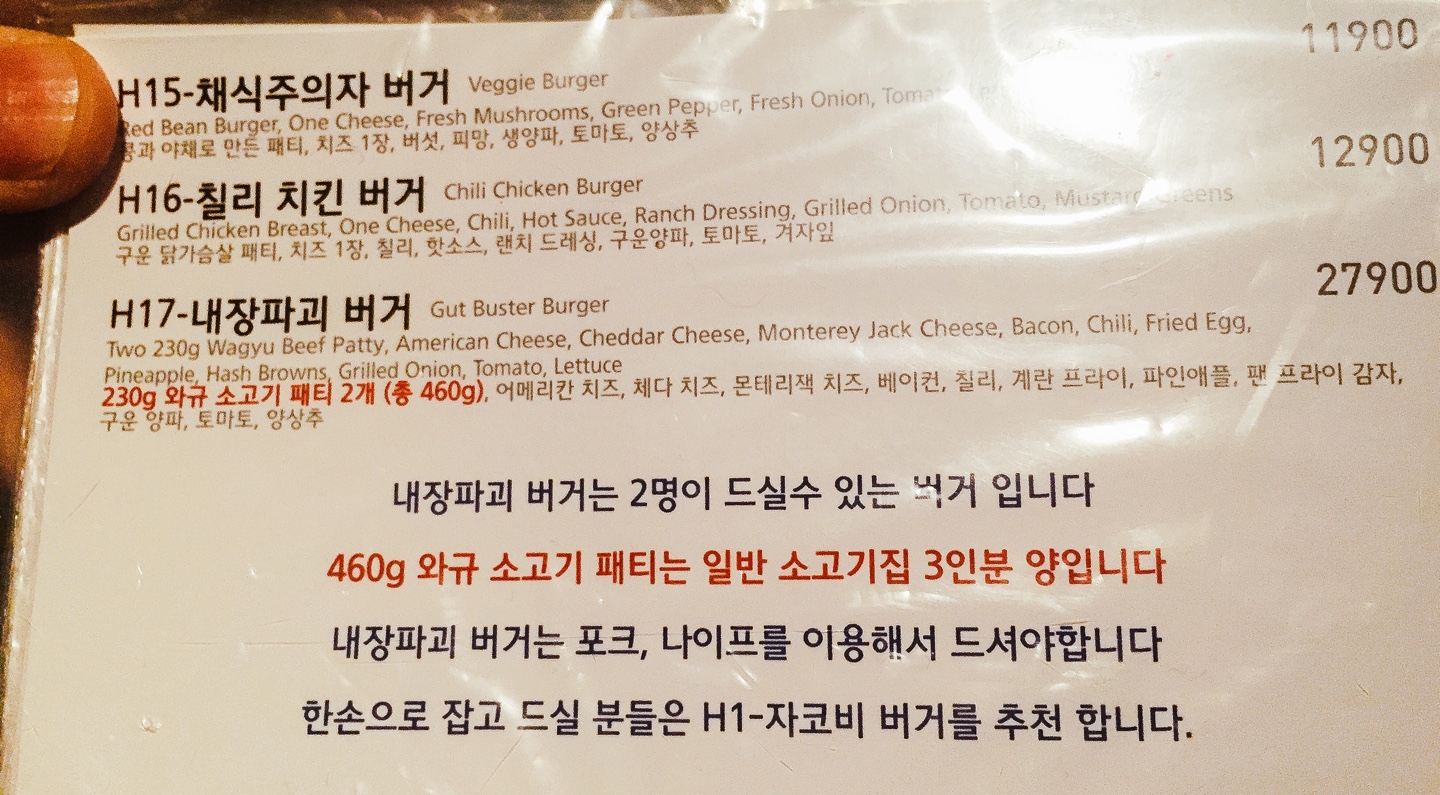 11900
H15-채식주의자 버거 Veggie Burger
Red Bean Burger, One Cheese, Fresh Mushrooms, Green Pepper, Fresh Onion,
콩과 야채로 만든 패티, 치즈 1장, 버섯, 피망, 생양파, 토마토, 양상추
12900
H16-칠리 치킨 버거 Chili Chicken Burger
Grilled Chicken Breast, One Cheese, Chili, Hot Sauce, Ranch Dressing, Grilled Onion, Tomato, Mustard Greens
구운 닭가슴살 패티, 치즈 1장, 칠리, 핫소스, 랜치 드레싱, 구운양파, 토마토, 겨자잎
27900
H17-내장파괴 버거 Gut Buster Burger
Two 230g Wagyu Beef Patty, American Cheese, Cheddar Cheese, Monterey Jack Cheese, Bacon, Chili, Fried Egg,
Pineapple, Hash Browns, Grilled Onion, Tomato, Lettuce
230g 와규 소고기 패티 2개 (총 460g), 어메리칸 치즈, 체다 치즈, 몬테리잭 치즈, 베이컨, 칠리, 계란 프라이, 파인애플, 팬 프라이 감자,
구운 양파, 토마토, 양상추
내장파괴 버거는 2명이 드실수 있는 버거 입니다
460g 와규 소고기 패티는 일반 소고기집 3인분 양입니다
내장파괴 버거는 포크, 나이프를 이용해서 드셔야합니다
한손으로 잡고 드실 분들은 H1-자코비 버거를 추천 합니다.